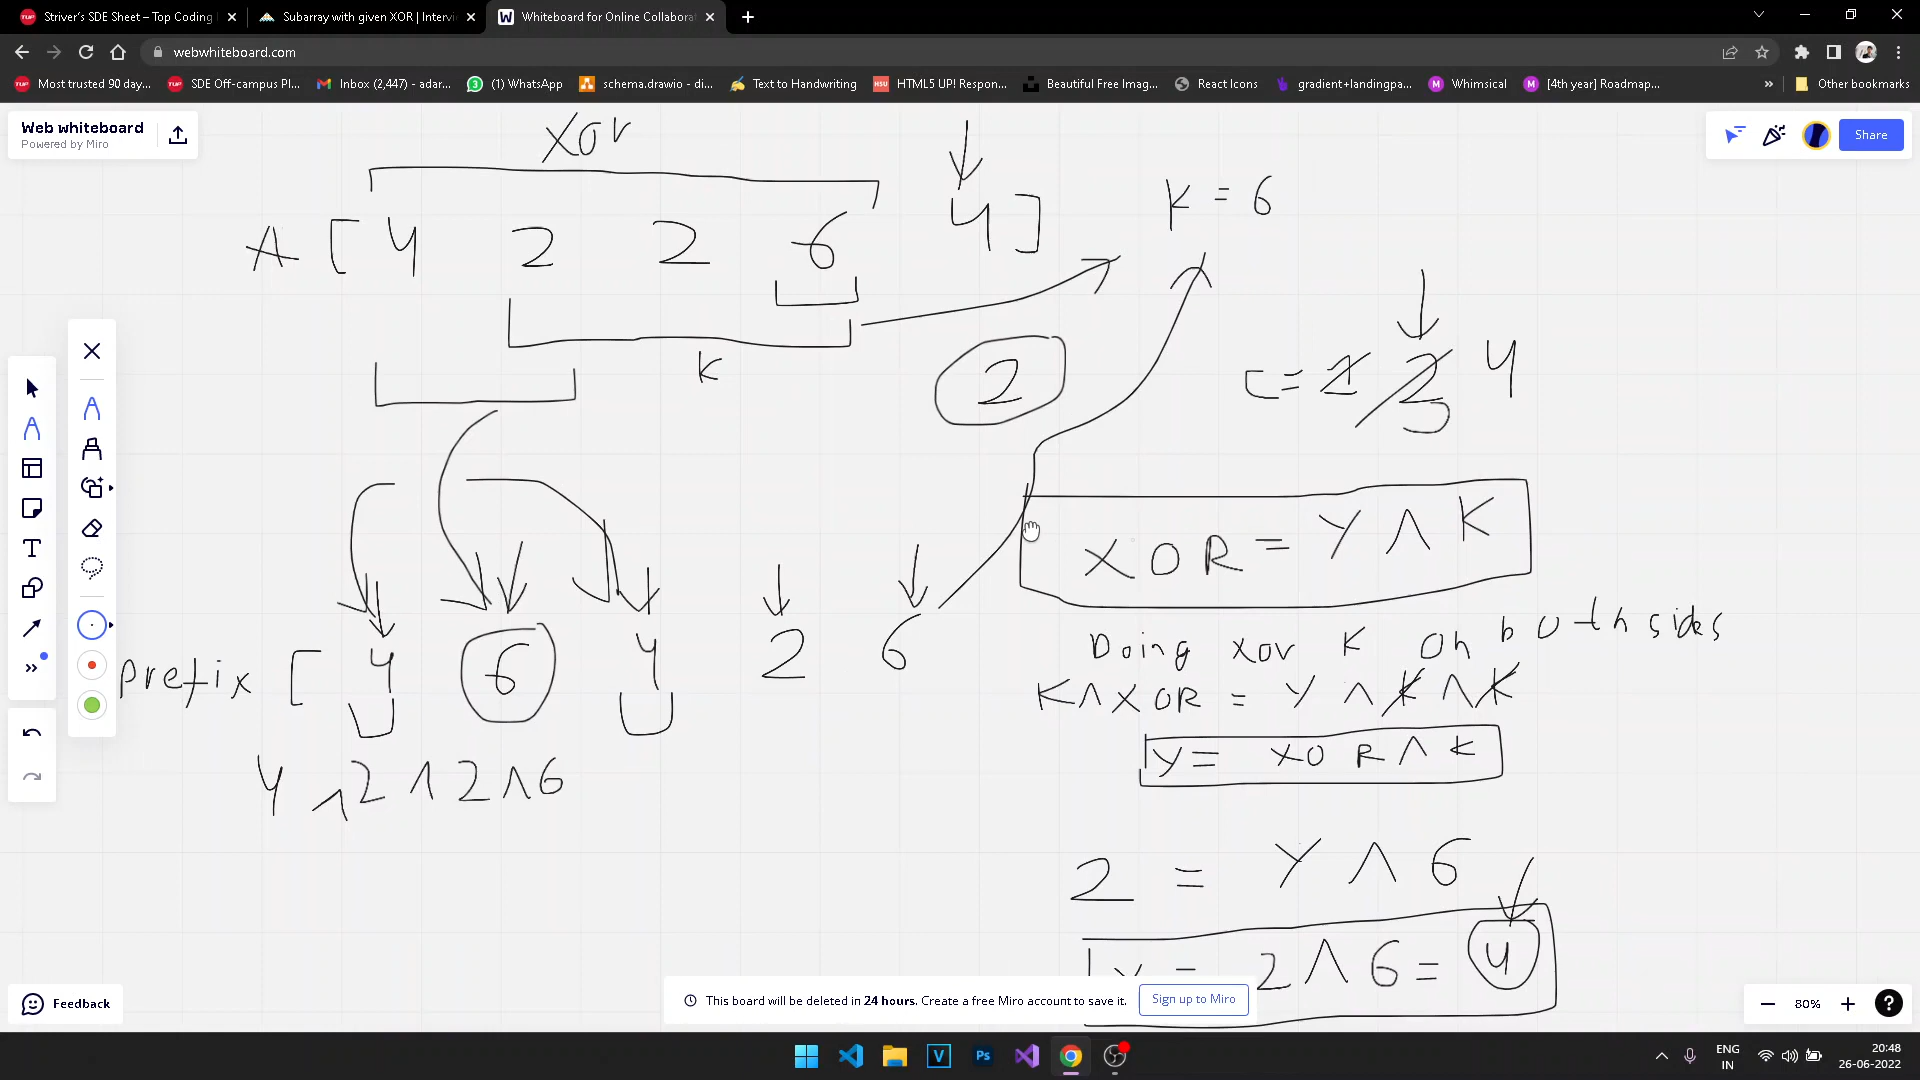 Striver's SDE Sheet – Top Coding
Subarray with given XOR | Intervi
Whiteboard for Online Collabora
webwhiteboard.com
Most trusted 90 day...
SDE Off-campus Pl...
Inbox (2,447) - adar...
(1) WhatsApp
schema.drawio - di...
Text to Handwriting
HTML5 UP! Respon...
Beautiful Free Imag...
React Icons
gradient+landingpa...
Whimsical
[4th year] Roadmap...
Other bookmarks
Web whiteboard
Powered by Miro
Share
XOr
A [ 4 2 2 6 4 ]
K = 6
K
2
C = 1 2 3 4
XOR = Y ^ K
Doing xor K On both sides
K ^ XOR = Y ^ K ^ K
Y = XOR ^ K
prefix [ 4 6 4 2 6
4 ^ 2 ^ 2 ^ 6
2 = Y ^ 6
Y = 2 ^ 6 = 4
Feedback
This board will be deleted in 24 hours. Create a free Miro account to save it.
Sign up to Miro
80%
ENG
IN
20:48
26-06-2022